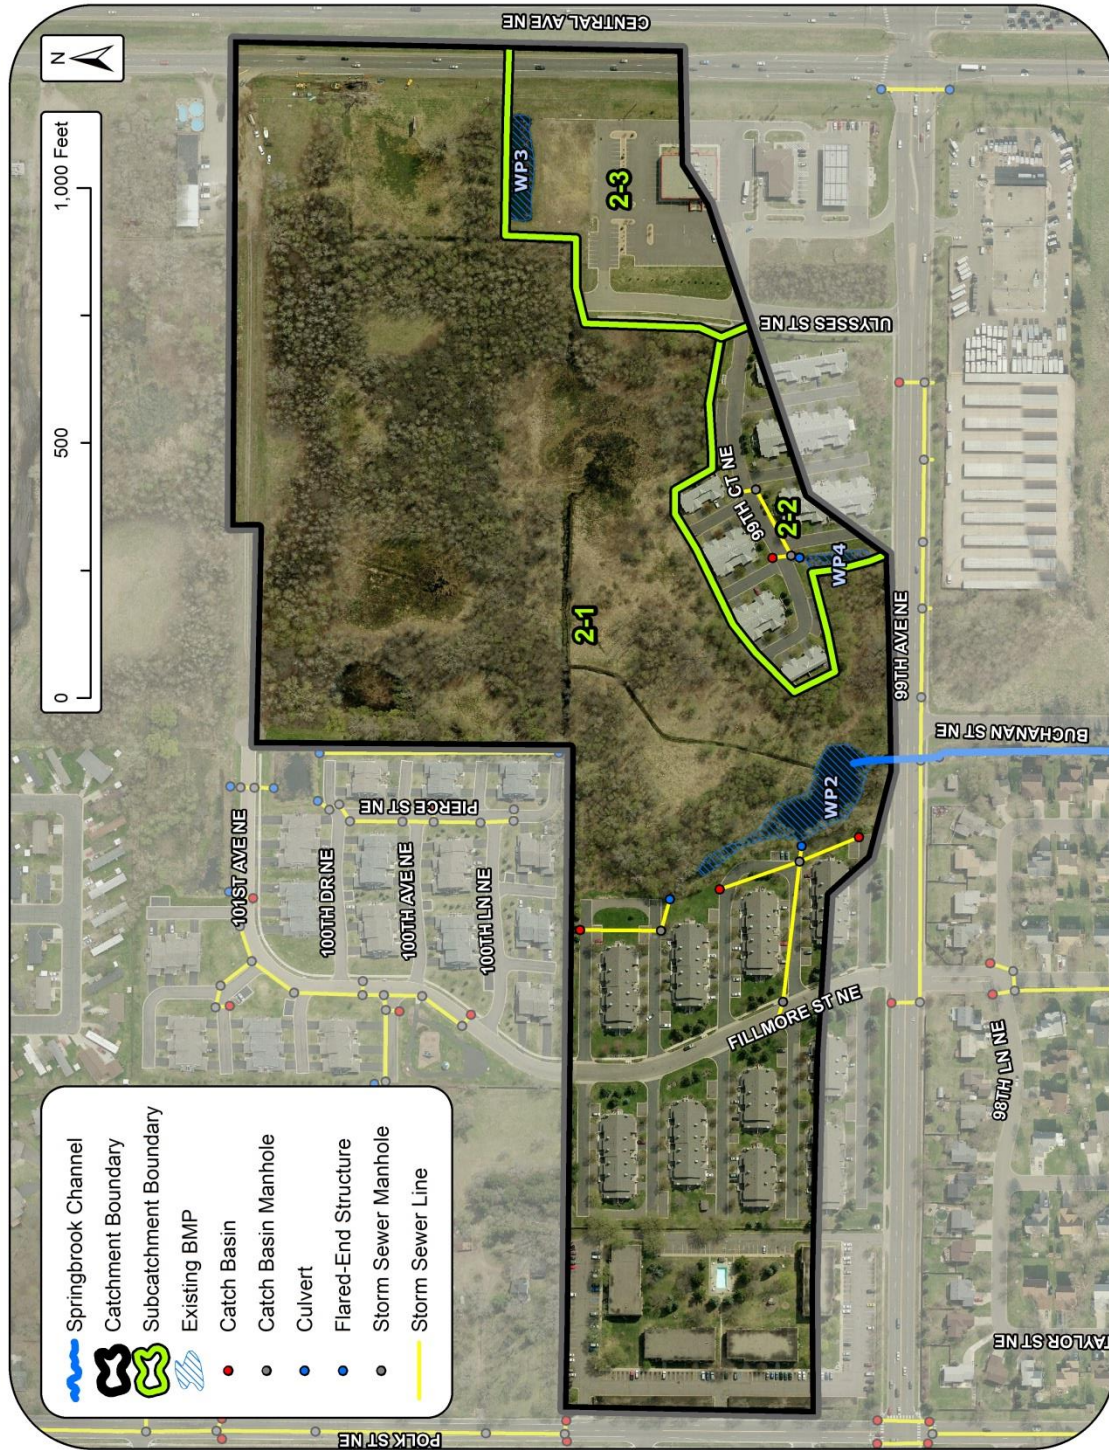 Springbrook Channel
Catchment Boundary
Subcatchment Boundary
Existing BMP
Catch Basin
Catch Basin Manhole
Culvert
Flared-End Structure
Storm Sewer Manhole
Storm Sewer Line
0 500 1,000 Feet
N
POLK ST NE
101ST AVE NE
100TH DR NE
PIERCE ST NE
100TH AVE NE
100TH LN NE
FILLMORE ST NE
2-1
WP2
WP3
2-3
99TH CT NE
2-2
WP4
CENTRAL AVE NE
ULYSSES ST NE
99TH AVE NE
BUCHANAN ST NE
98TH LN NE
TAYLOR ST NE